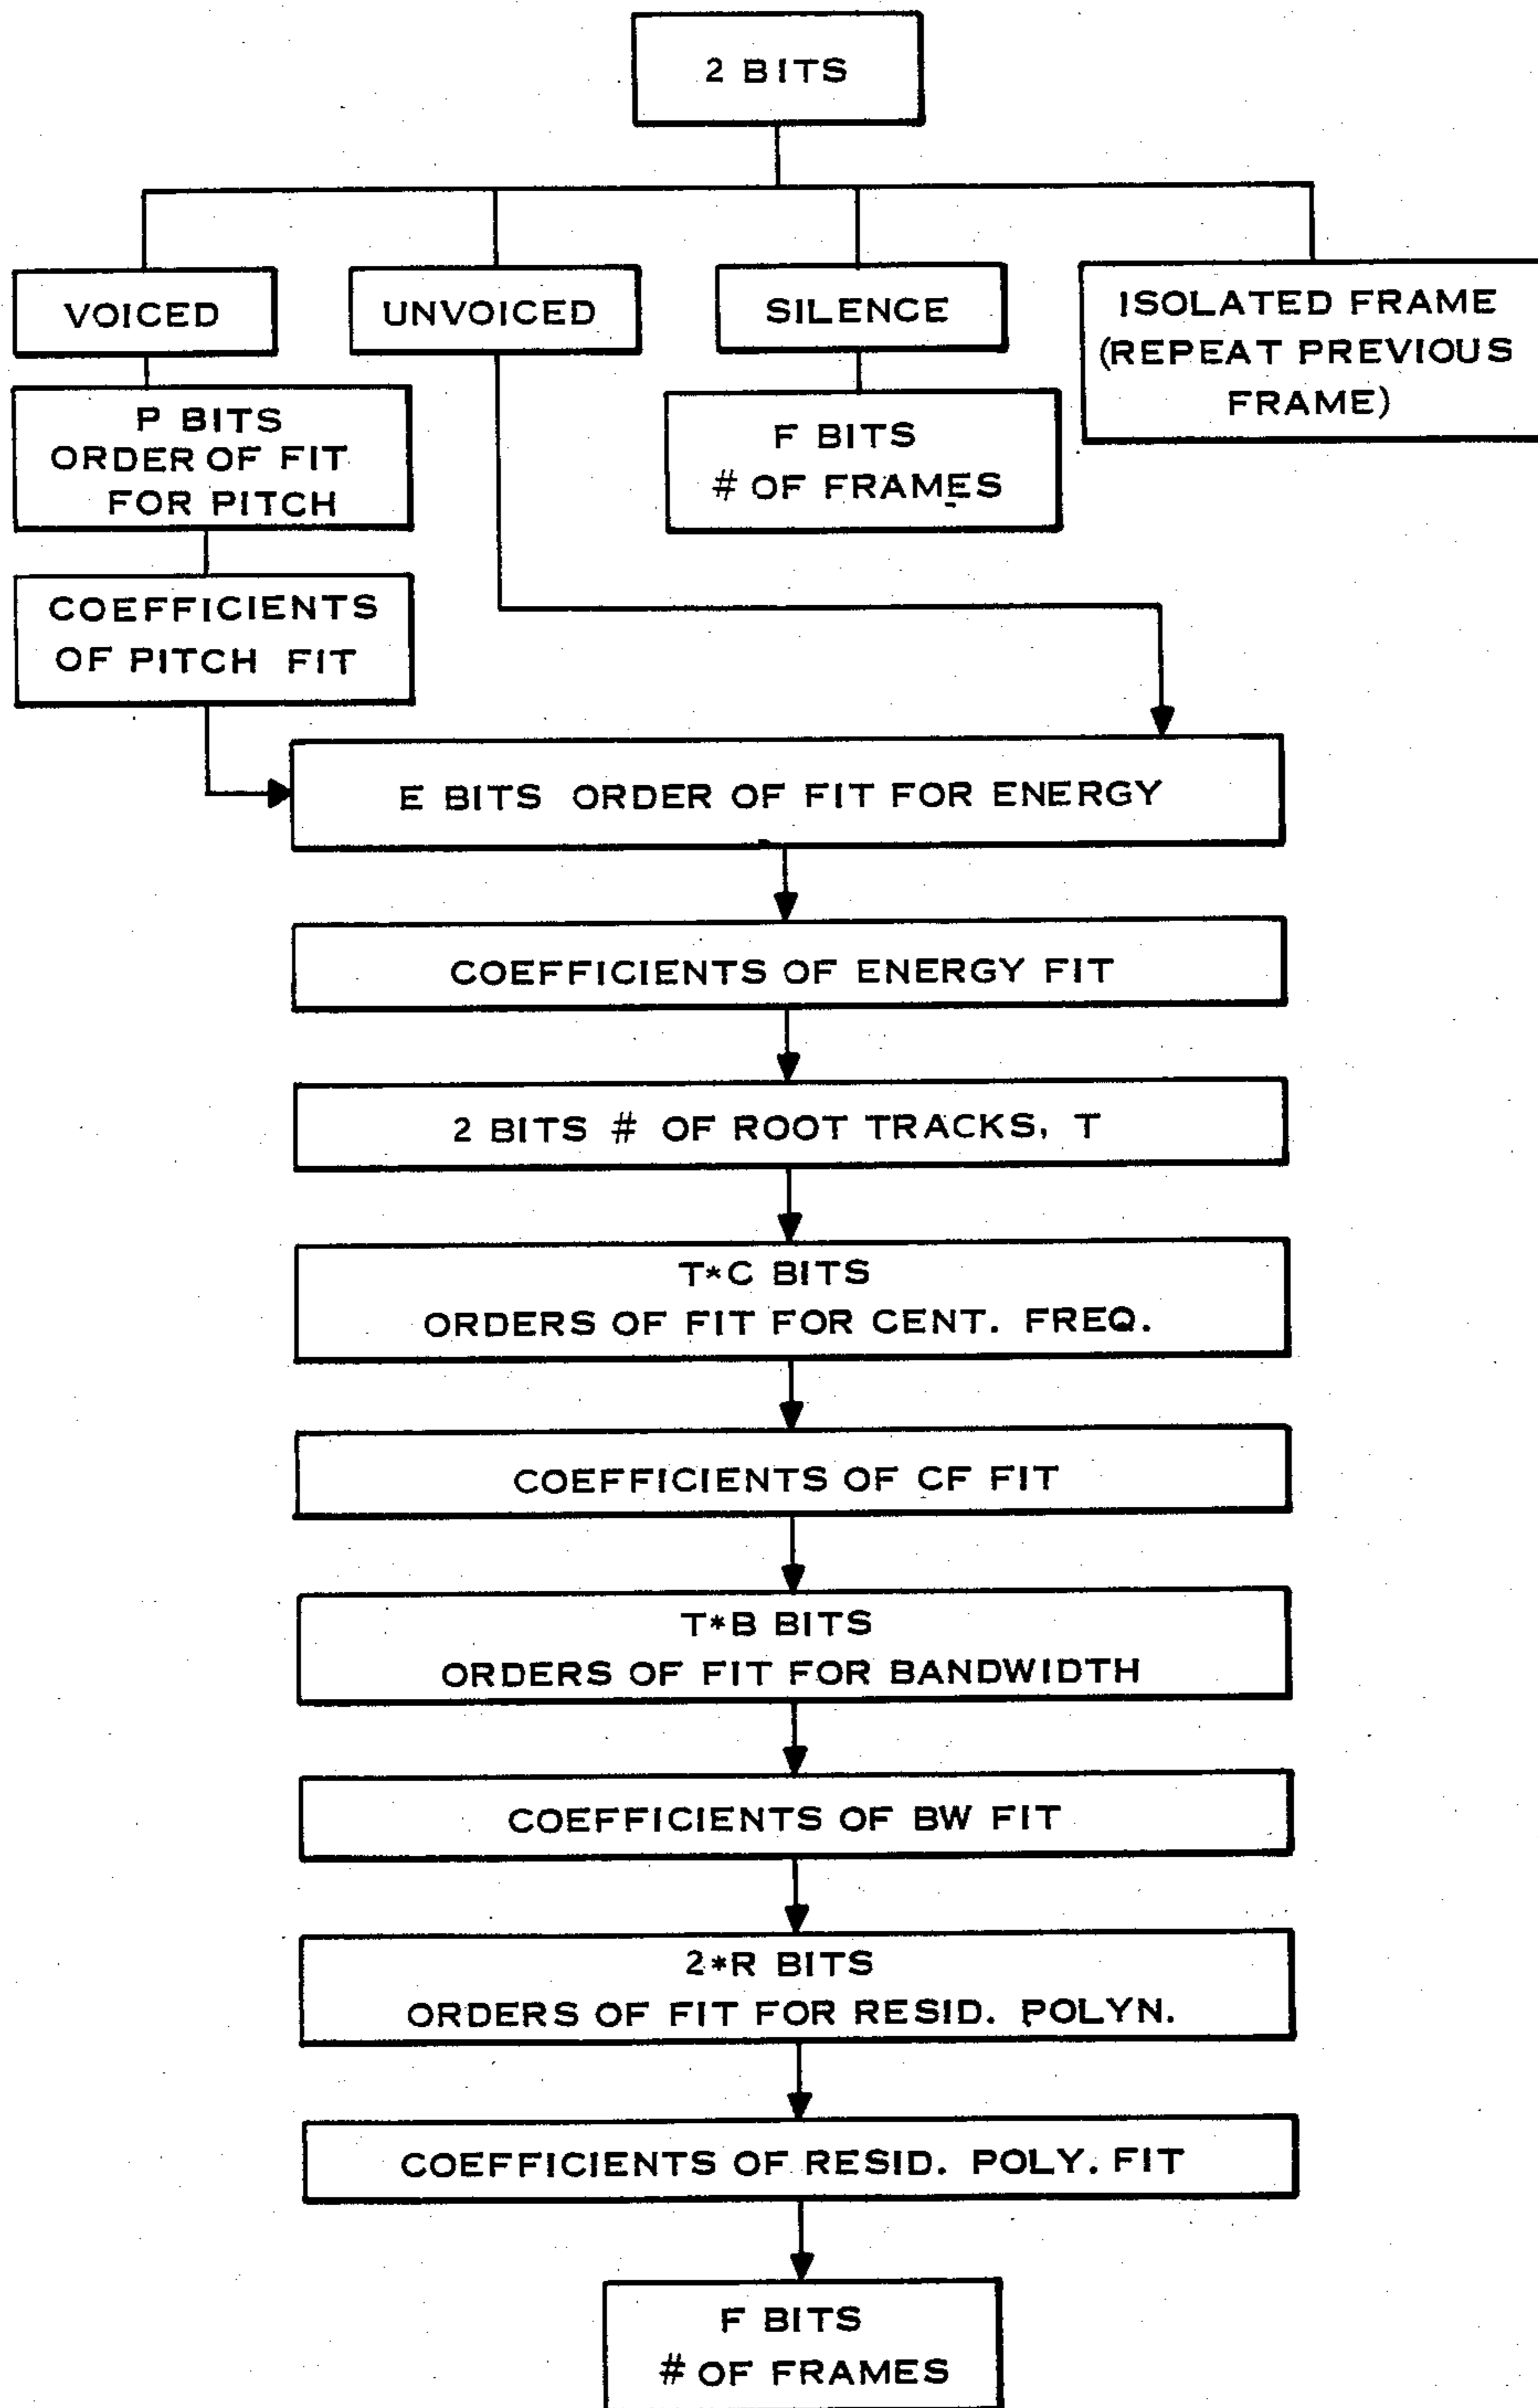 2 BITS
VOICED
UNVOICED
SILENCE
ISOLATED FRAME
(REPEAT PREVIOUS
FRAME)
P BITS
ORDER OF FIT
FOR PITCH
F BITS
# OF FRAMES
COEFFICIENTS
OF PITCH FIT
E BITS ORDER OF FIT FOR ENERGY
COEFFICIENTS OF ENERGY FIT
2 BITS # OF ROOT TRACKS, T
T*C BITS
ORDERS OF FIT FOR CENT. FREQ.
COEFFICIENTS OF CF FIT
T*B BITS
ORDERS OF FIT FOR BANDWIDTH
COEFFICIENTS OF BW FIT
2*R BITS
ORDERS OF FIT FOR RESID. POLYN.
COEFFICIENTS OF RESID. POLY. FIT
F BITS
# OF FRAMES